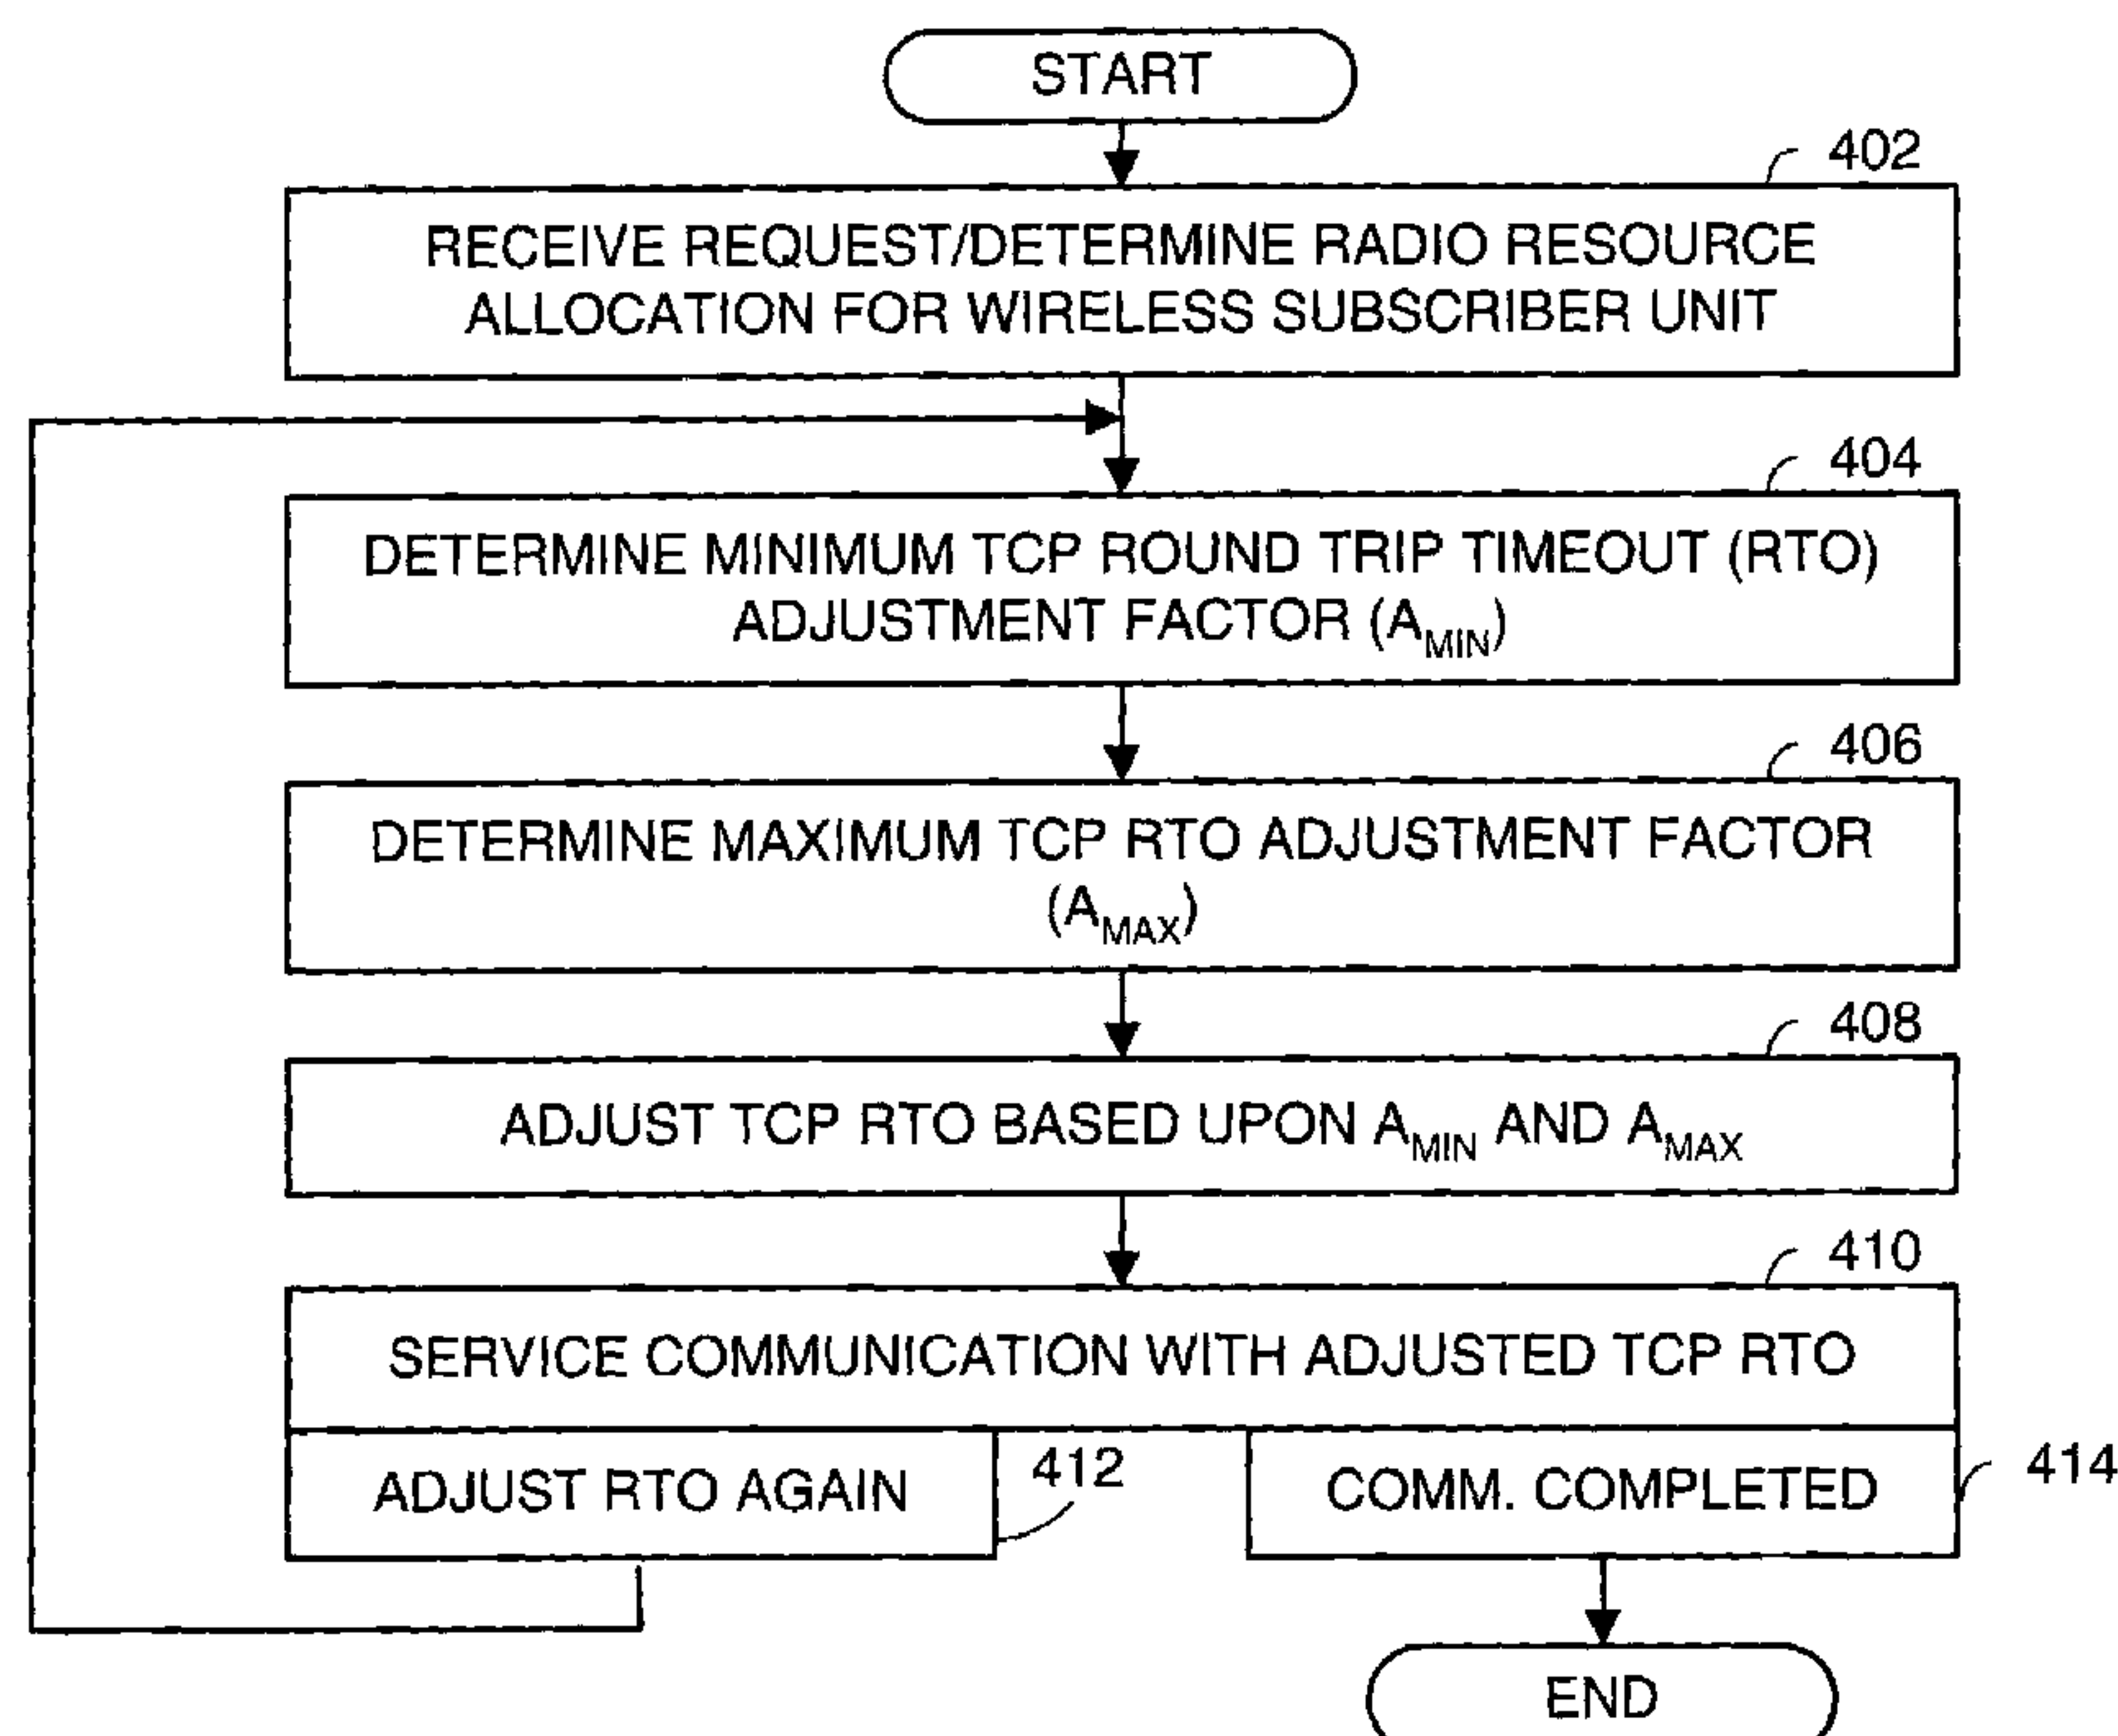 START
402
RECEIVE REQUEST/DETERMINE RADIO RESOURCE
ALLOCATION FOR WIRELESS SUBSCRIBER UNIT
404
DETERMINE MINIMUM TCP ROUND TRIP TIMEOUT (RTO)
ADJUSTMENT FACTOR (AMIN)
406
DETERMINE MAXIMUM TCP RTO ADJUSTMENT FACTOR
(AMAX)
408
ADJUST TCP RTO BASED UPON AMIN AND AMAX
410
SERVICE COMMUNICATION WITH ADJUSTED TCP RTO
ADJUST RTO AGAIN
412
COMM. COMPLETED
414
END